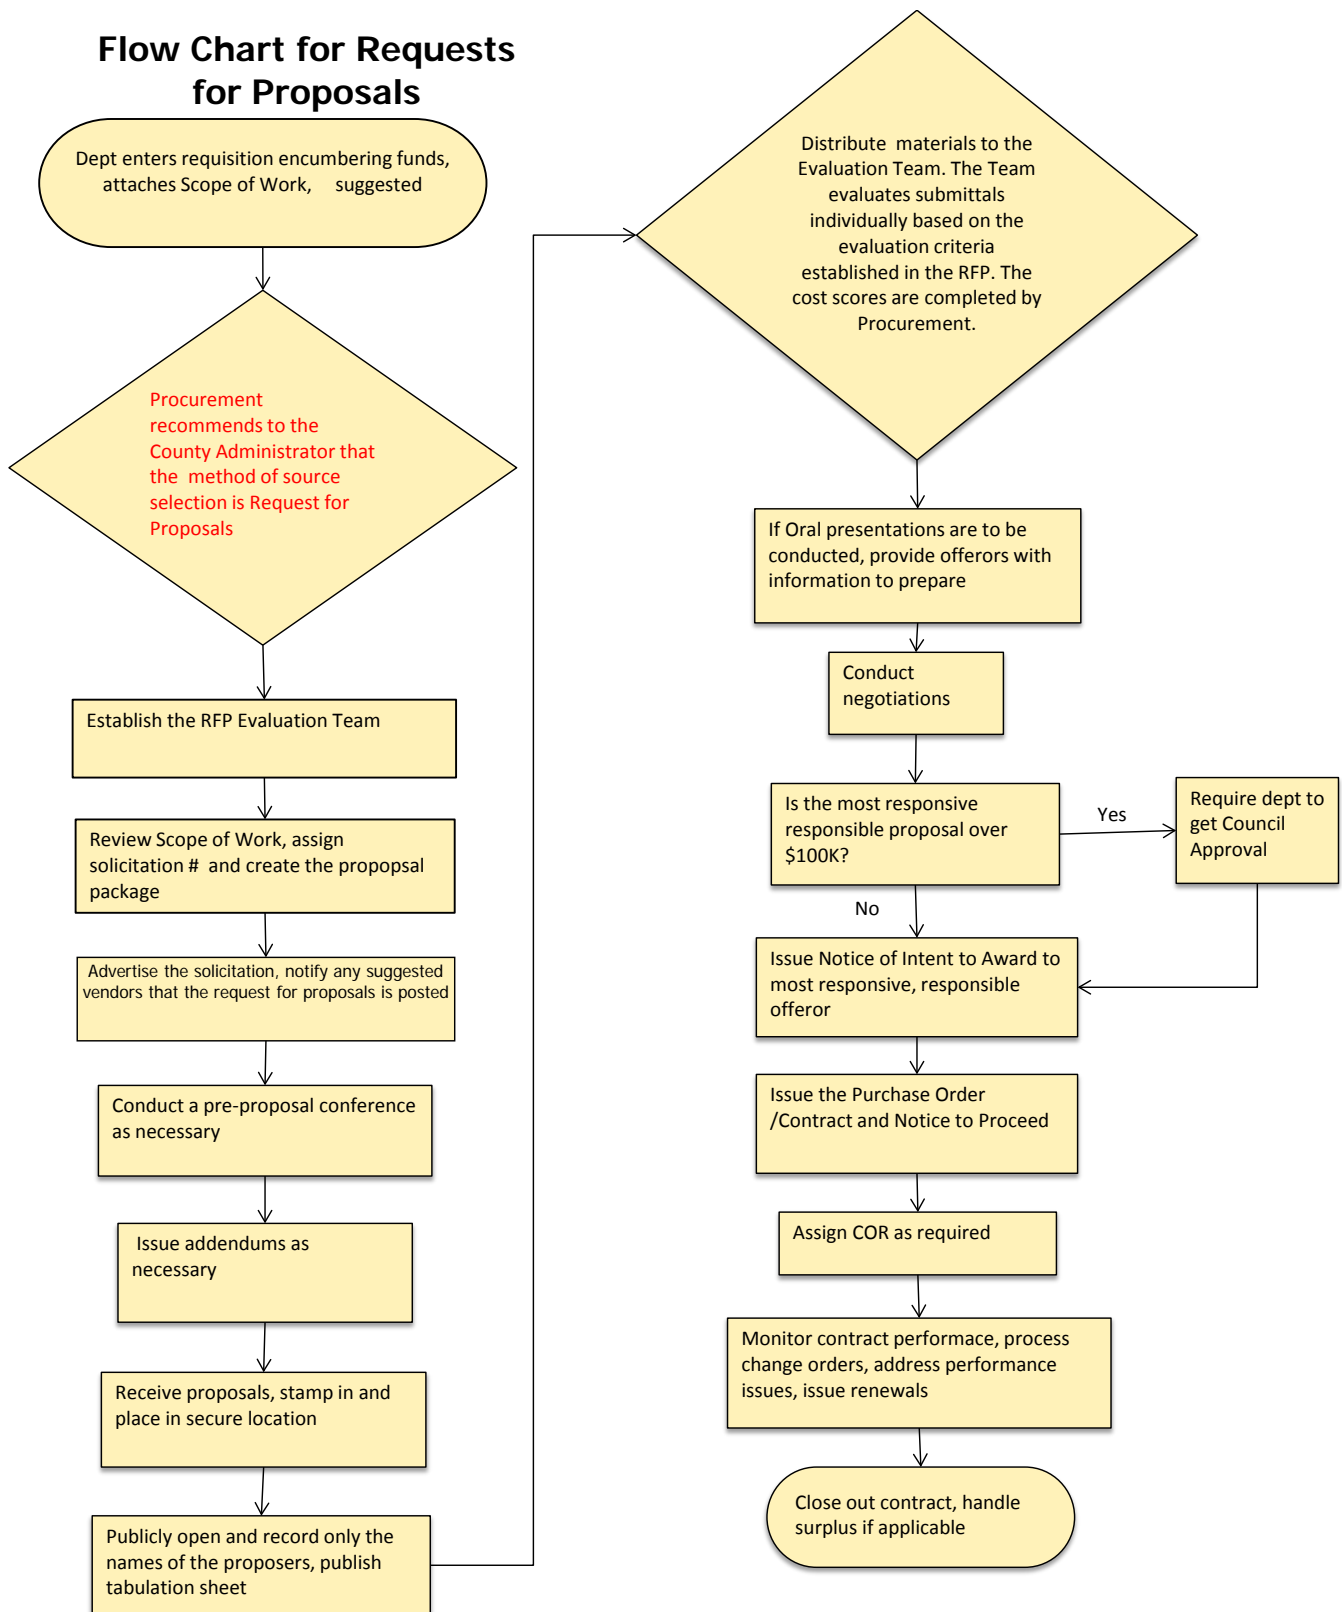 Flow Chart for Requests
for Proposals
Dept enters requisition encumbering funds,
attaches Scope of Work, suggested
Procurement
recommends to the
County Administrator that
the method of source
selection is Request for
Proposals
Establish the RFP Evaluation Team
Review Scope of Work, assign
solicitation # and create the propopsal
package
Advertise the solicitation, notify any suggested
vendors that the request for proposals is posted
Conduct a pre-proposal conference
as necessary
Issue addendums as
necessary
Receive proposals, stamp in and
place in secure location
Publicly open and record only the
names of the proposers, publish
tabulation sheet
Distribute materials to the
Evaluation Team. The Team
evaluates submittals
individually based on the
evaluation criteria
established in the RFP. The
cost scores are completed by
Procurement.
If Oral presentations are to be
conducted, provide offerors with
information to prepare
Conduct
negotiations
Is the most responsive
responsible proposal over
$100K?
Yes
Require dept to
get Council
Approval
No
Issue Notice of Intent to Award to
most responsive, responsible
offeror
Issue the Purchase Order
/Contract and Notice to Proceed
Assign COR as required
Monitor contract performace, process
change orders, address performance
issues, issue renewals
Close out contract, handle
surplus if applicable